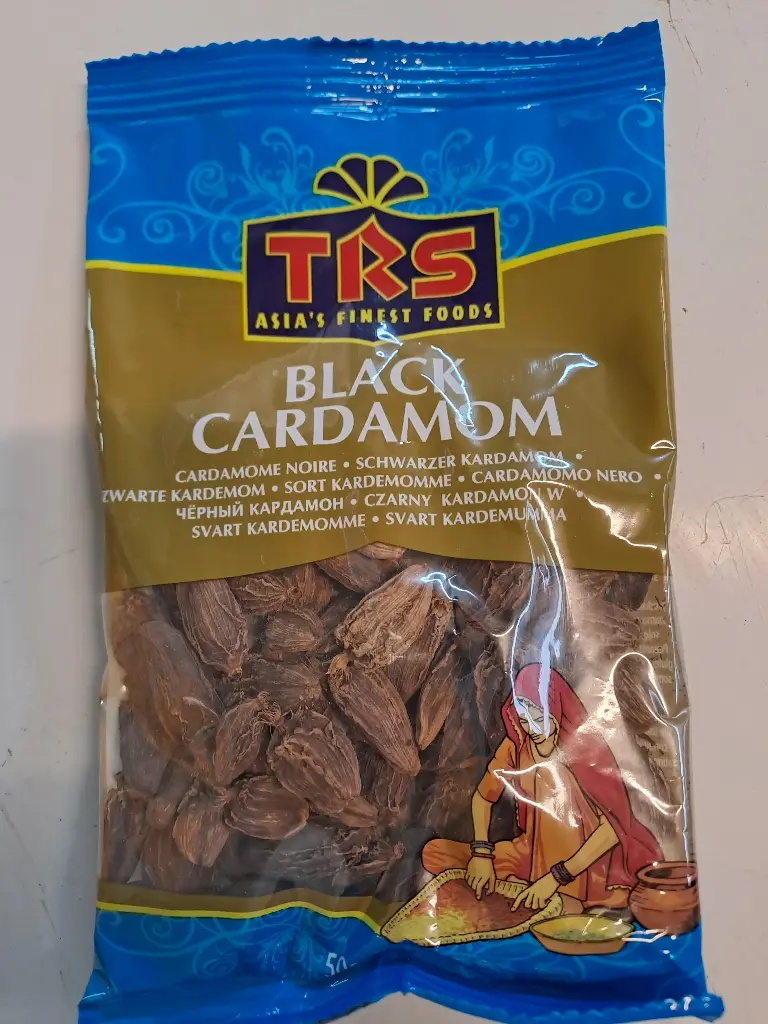 TRS
ASIA'S FINEST FOODS
BLACK
CARDAMOM
CARDAMOME NOIRE • SCHWARZER KARDAMOM •
ZWARTE KARDEMOM • SORT KARDEMOMME • CARDAMOMO NERO •
ЧЁРНЫЙ КАРДАМОН • CZARNY KARDAMON W •
SVART KARDEMOMME • SVART KARDEMUMMA
50